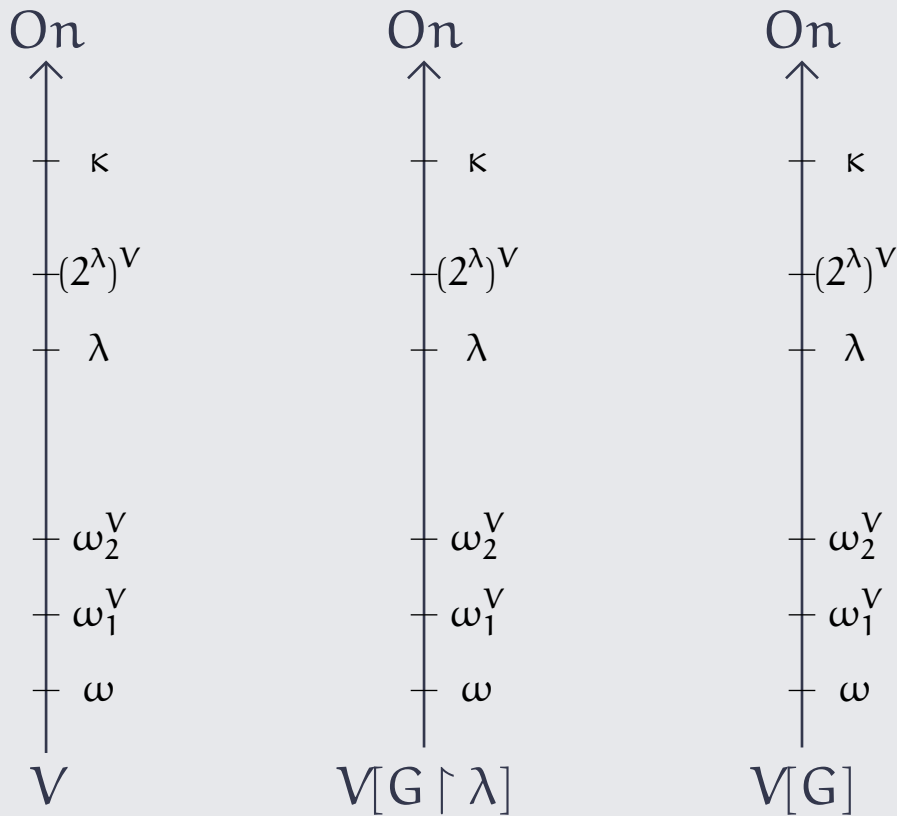 On On On
κ κ κ
(2^λ)^V (2^λ)^V (2^λ)^V
λ λ λ
ω₂^V ω₂^V ω₂^V
ω₁^V ω₁^V ω₁^V
ω ω ω
V V[G ↾ λ] V[G]